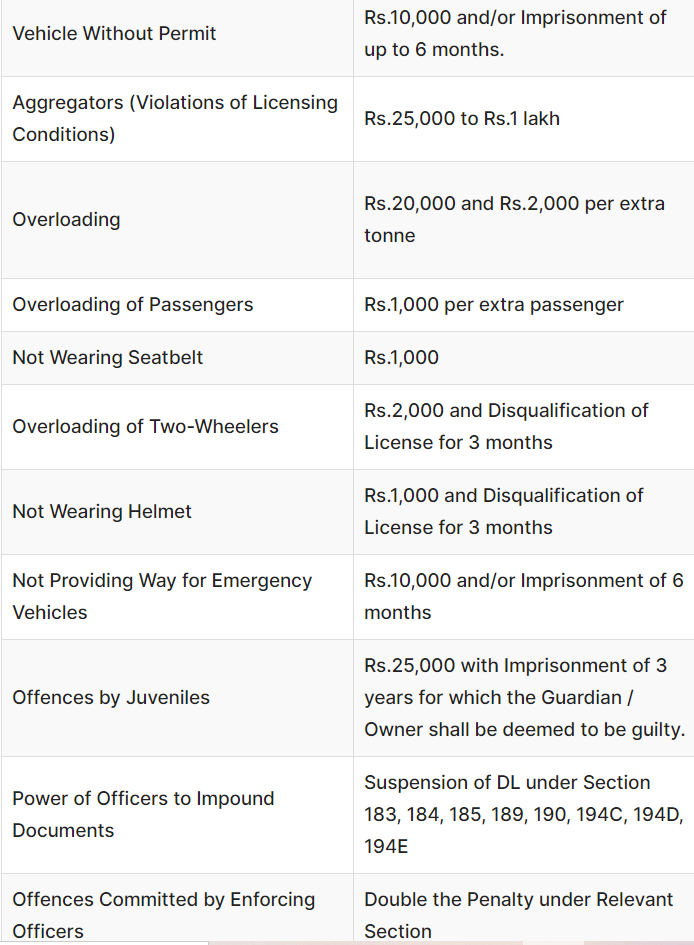 Vehicle Without Permit
Rs.10,000 and/or Imprisonment of
up to 6 months.
Aggregators (Violations of Licensing
Conditions)
Rs.25,000 to Rs.1 lakh
Overloading
Rs.20,000 and Rs.2,000 per extra
tonne
Overloading of Passengers
Rs.1,000 per extra passenger
Not Wearing Seatbelt
Rs.1,000
Overloading of Two-Wheelers
Rs.2,000 and Disqualification of
License for 3 months
Not Wearing Helmet
Rs.1,000 and Disqualification of
License for 3 months
Not Providing Way for Emergency
Vehicles
Rs.10,000 and/or Imprisonment of 6
months
Offences by Juveniles
Rs.25,000 with Imprisonment of 3
years for which the Guardian /
Owner shall be deemed to be guilty.
Power of Officers to Impound
Documents
Suspension of DL under Section
183, 184, 185, 189, 190, 194C, 194D,
194E
Offences Committed by Enforcing
Officers
Double the Penalty under Relevant
Section